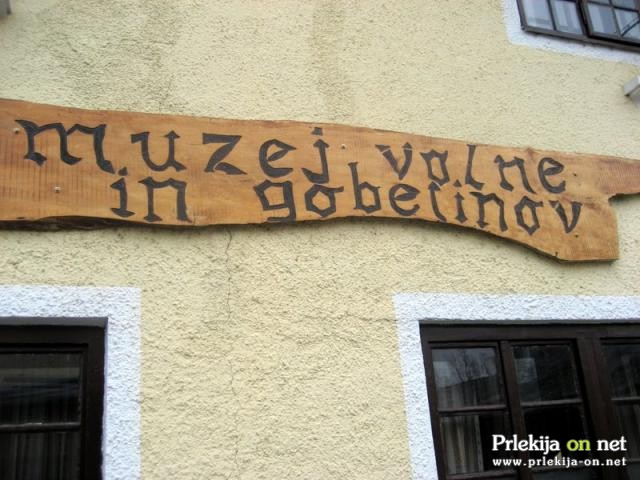 muzej volne
in gobelinov
Prlekija on net
www.prlekija-on.net